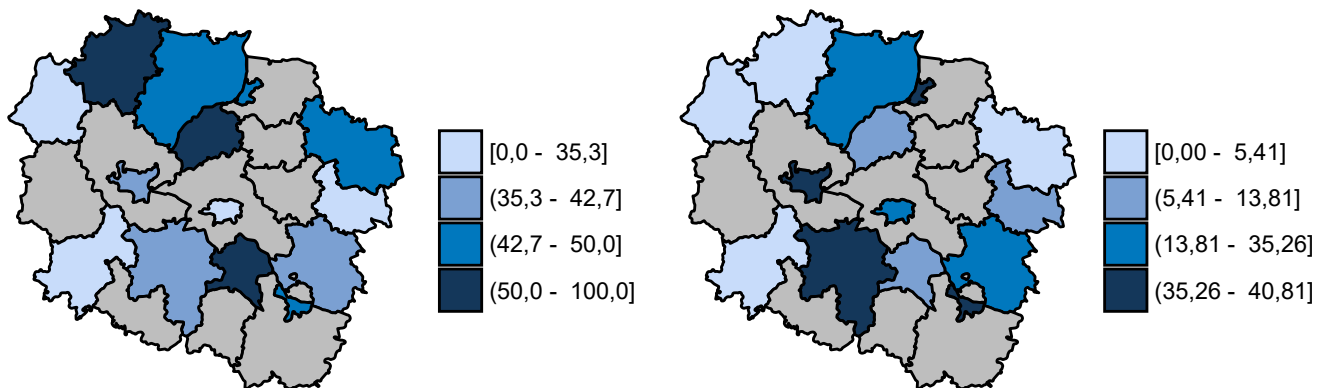 [0,0 - 35,3]
(35,3 - 42,7]
(42,7 - 50,0]
(50,0 - 100,0]
[0,00 - 5,41]
(5,41 - 13,81]
(13,81 - 35,26]
(35,26 - 40,81]